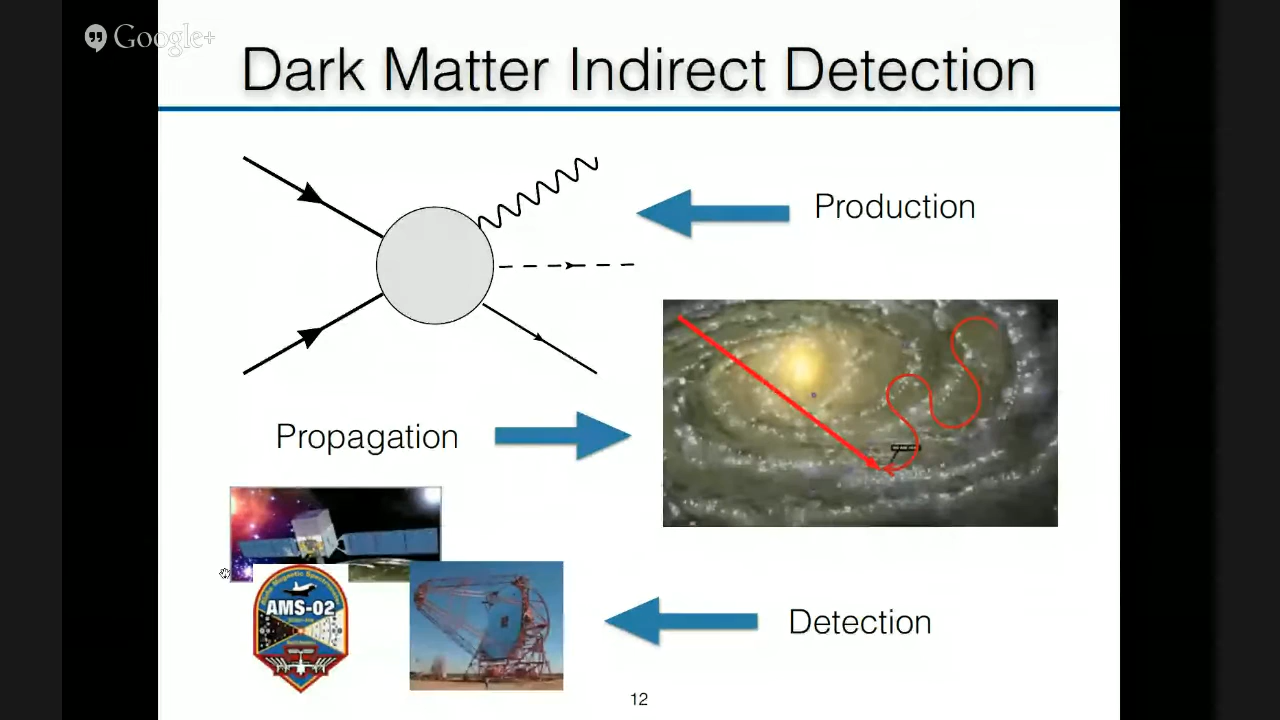 Google+
Dark Matter Indirect Detection
Production
Propagation
AMS-02
Detection
12